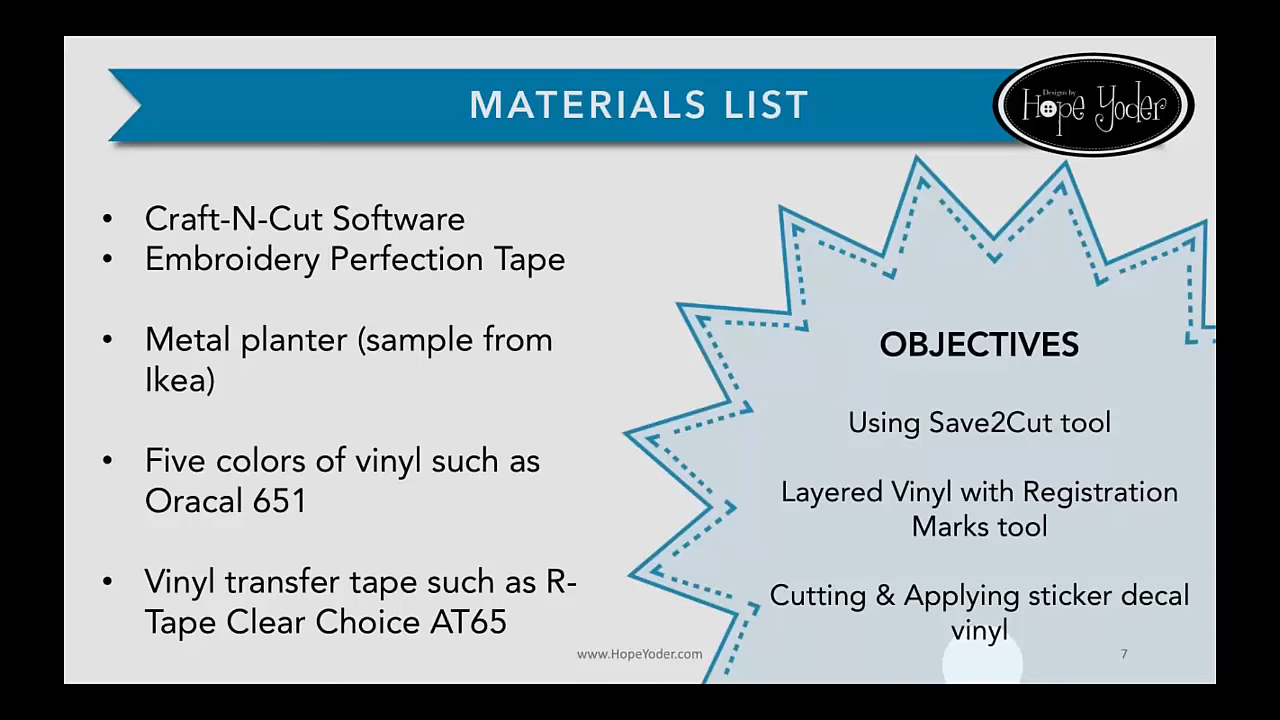 MATERIALS LIST
Designs by
Hope Yoder
• Craft-N-Cut Software
• Embroidery Perfection Tape
• Metal planter (sample from
Ikea)
• Five colors of vinyl such as
Oracal 651
• Vinyl transfer tape such as R-
Tape Clear Choice AT65
OBJECTIVES
Using Save2Cut tool
Layered Vinyl with Registration
Marks tool
Cutting & Applying sticker decal
vinyl
www.HopeYoder.com
7